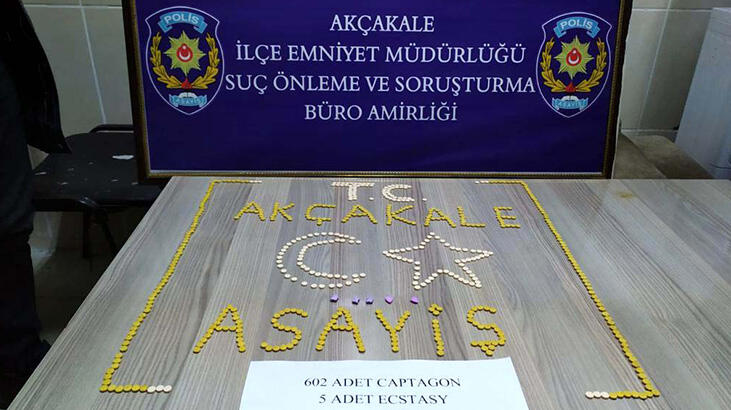 POLİS
ASAYİŞ
AKÇAKALE
İLÇE EMNİYET MÜDÜRLÜĞÜ
SUÇ ÖNLEME VE SORUŞTURMA
BÜRO AMİRLİĞİ
POLİS
ASAYİŞ
T.C.
AKÇAKALE
ASAYİŞ
602 ADET CAPTAGON
5 ADET ECSTASY